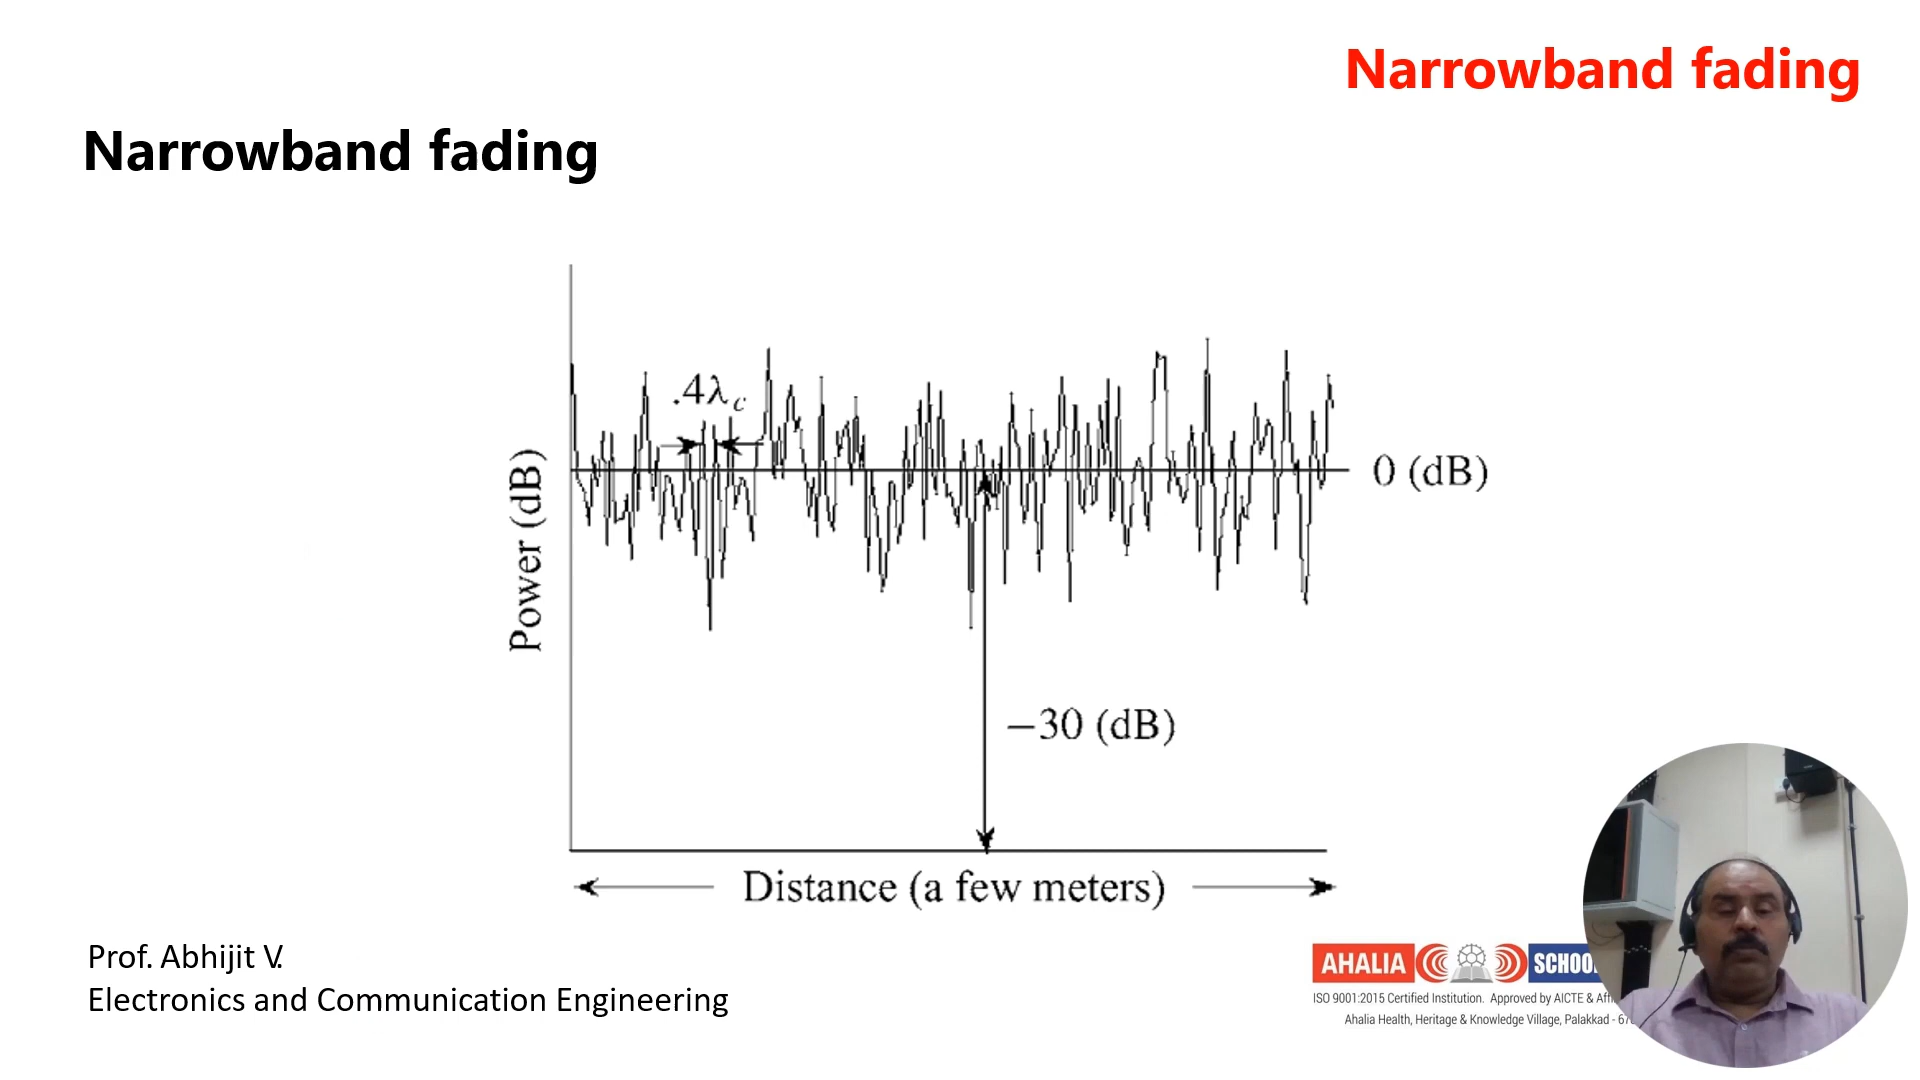 Narrowband fading
Narrowband fading
.4λc
Power (dB)
0 (dB)
−30 (dB)
Distance (a few meters)
Prof. Abhijit V.
Electronics and Communication Engineering
AHALIA
ISO 9001:2015 Certified Institution. Approved by AICTE &
Ahalia Health, Heritage & Knowledge Village, Palakkad -